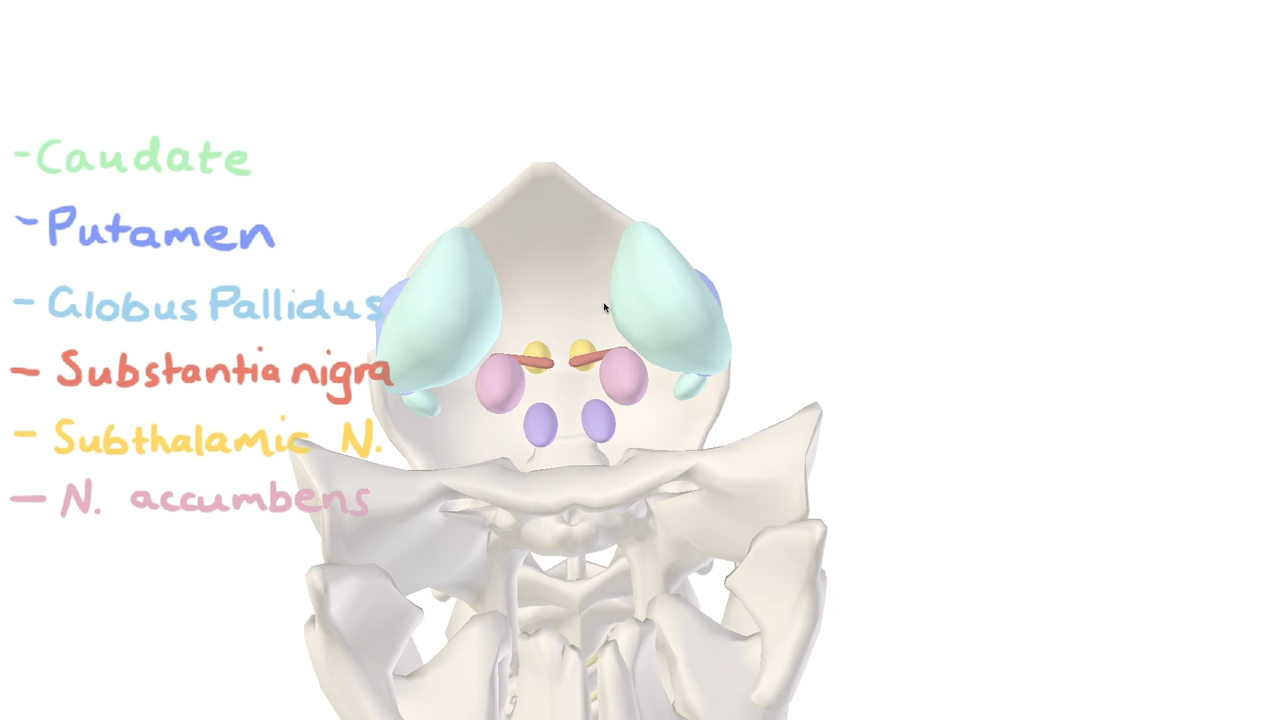 - Caudate
- Putamen
- Globus Pallidus
- Substantia nigra
- Subthalamic N.
- N. accumbens